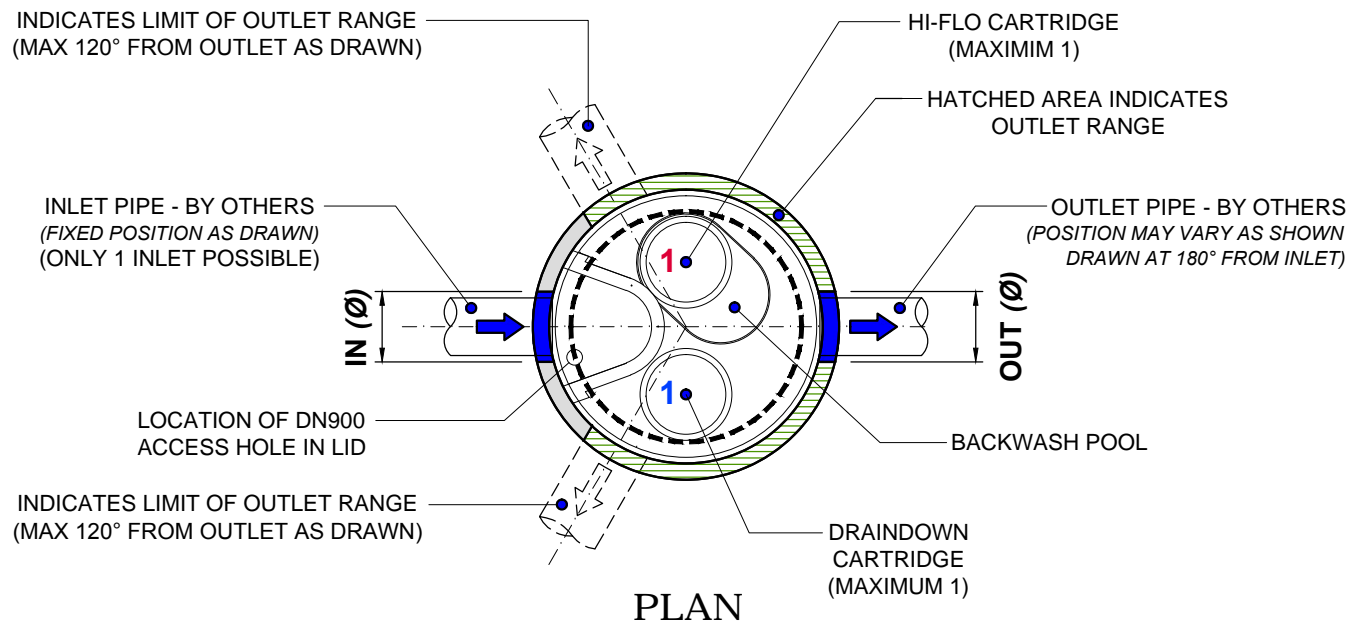 INDICATES LIMIT OF OUTLET RANGE
(MAX 120° FROM OUTLET AS DRAWN)
HI-FLO CARTRIDGE
(MAXIMIM 1)
HATCHED AREA INDICATES
OUTLET RANGE
INLET PIPE - BY OTHERS
(FIXED POSITION AS DRAWN)
(ONLY 1 INLET POSSIBLE)
OUTLET PIPE - BY OTHERS
(POSITION MAY VARY AS SHOWN
DRAWN AT 180° FROM INLET)
1
IN (Ø)
OUT (Ø)
1
LOCATION OF DN900
ACCESS HOLE IN LID
BACKWASH POOL
INDICATES LIMIT OF OUTLET RANGE
(MAX 120° FROM OUTLET AS DRAWN)
DRAINDOWN
CARTRIDGE
(MAXIMUM 1)
PLAN